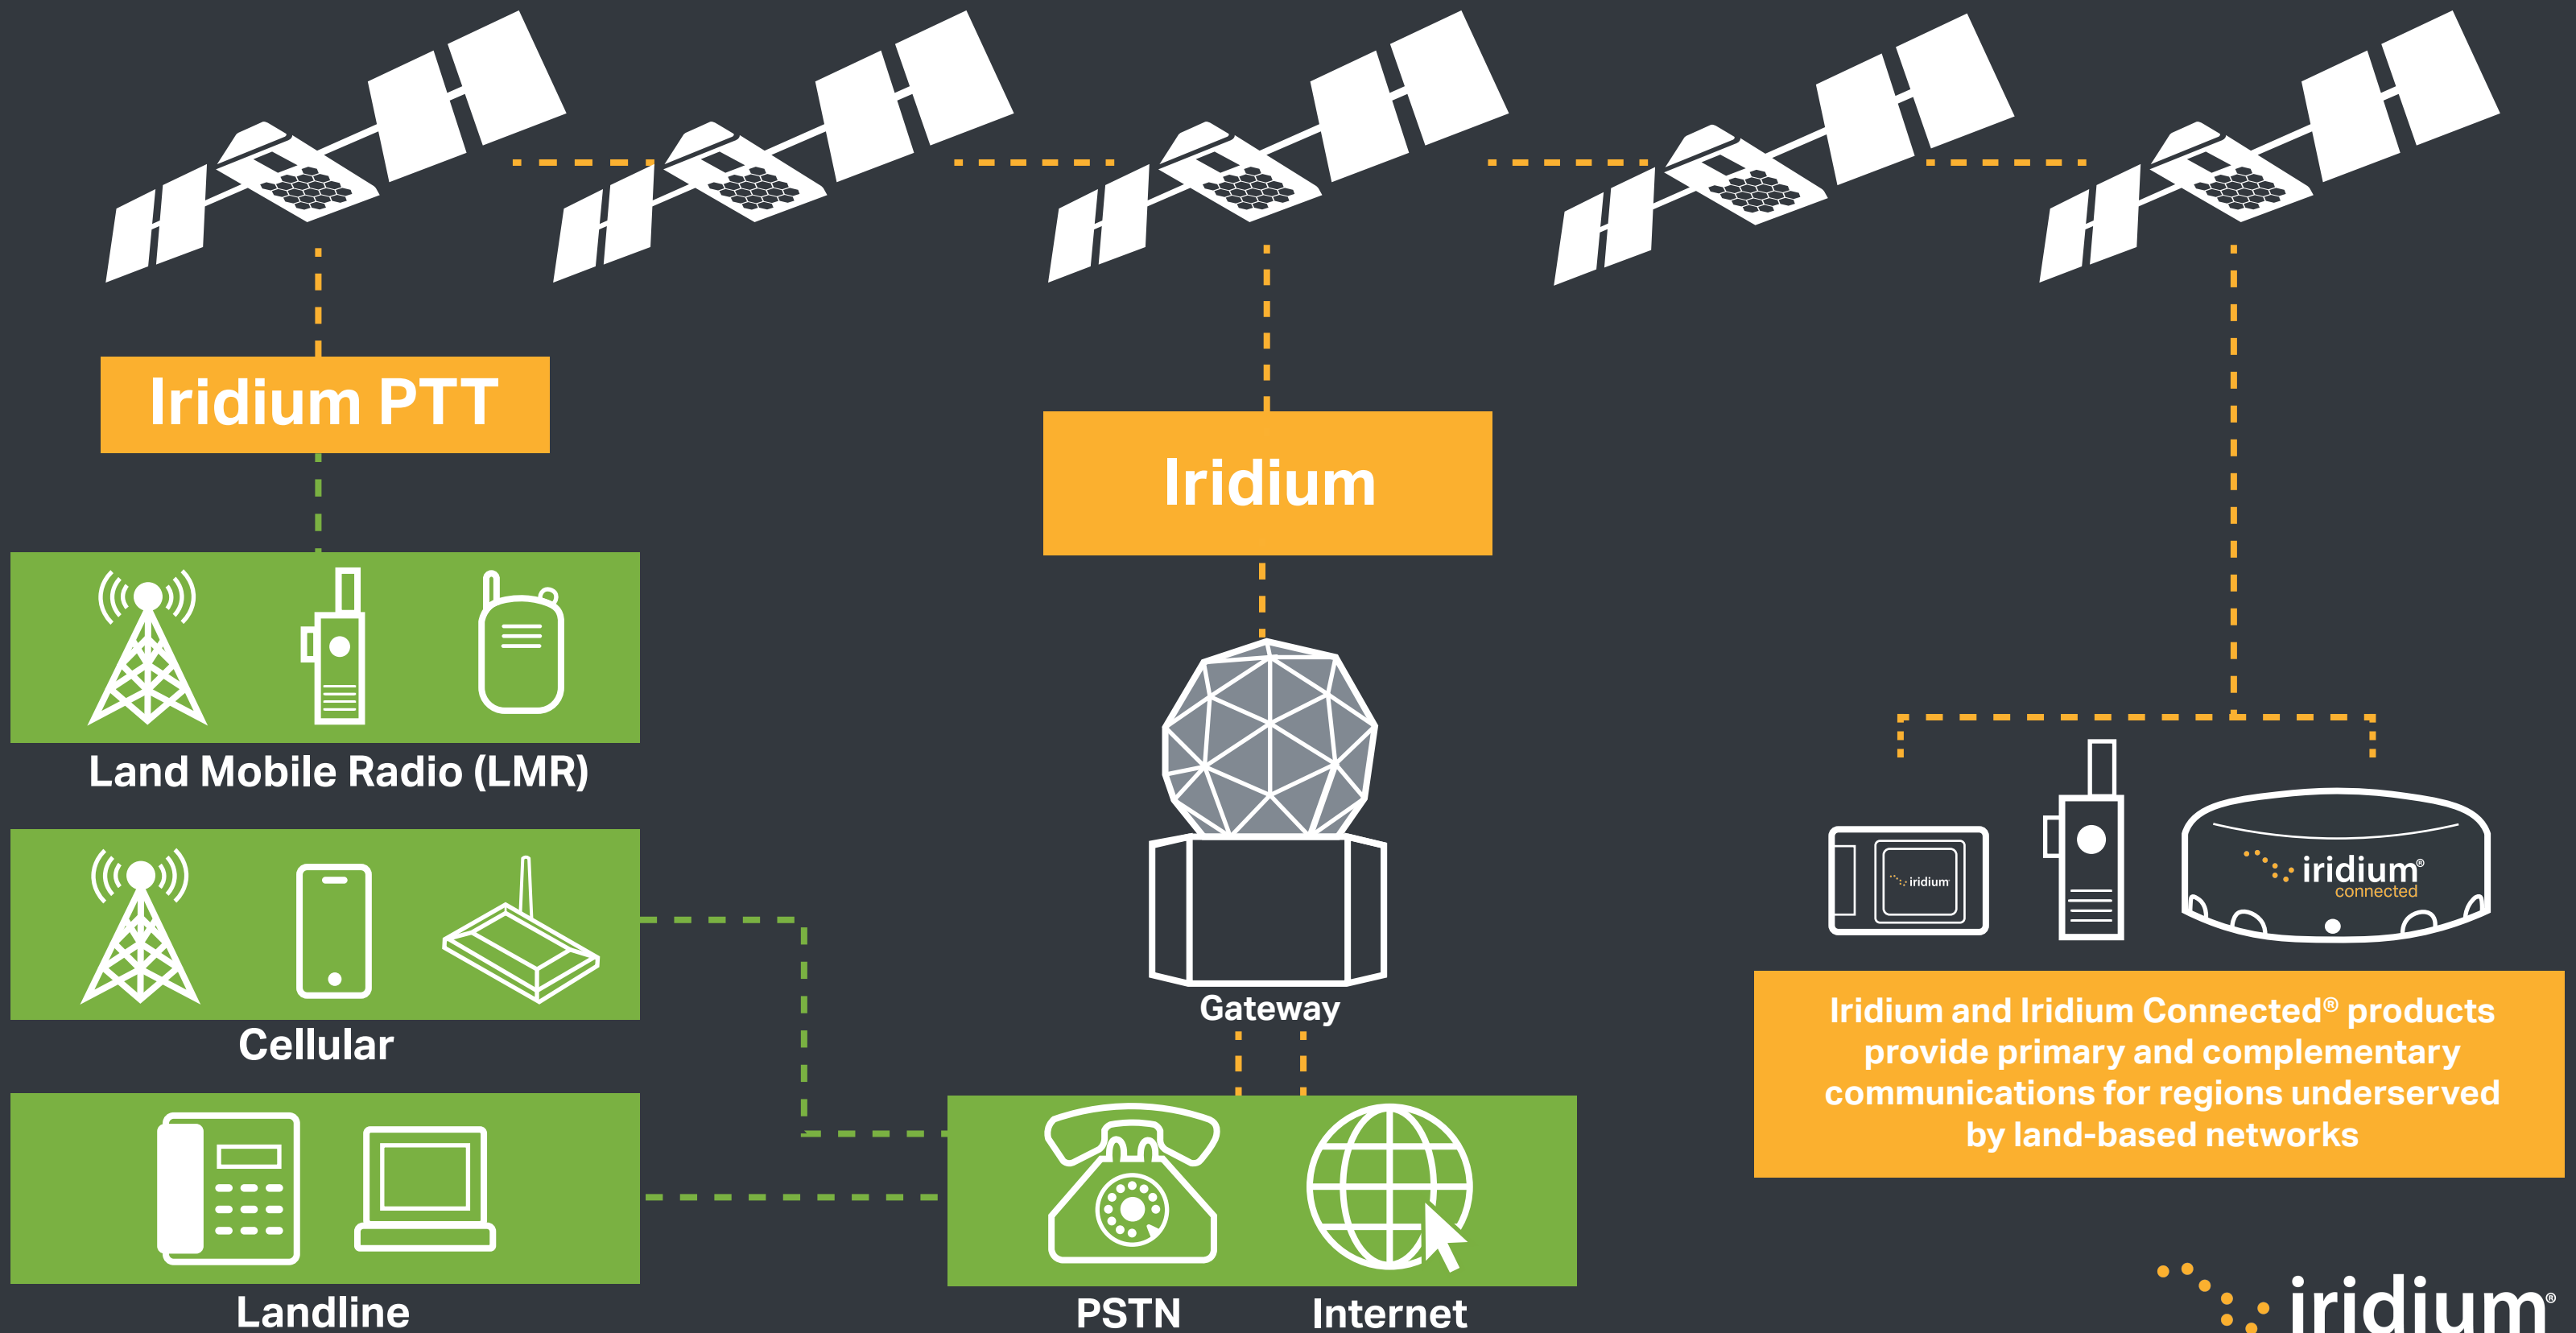 Iridium PTT
Iridium
Land Mobile Radio (LMR)
Cellular
Landline
Gateway
PSTN
Internet
iridium
iridium®
connected
Iridium and Iridium Connected® products
provide primary and complementary
communications for regions underserved
by land-based networks
iridium®